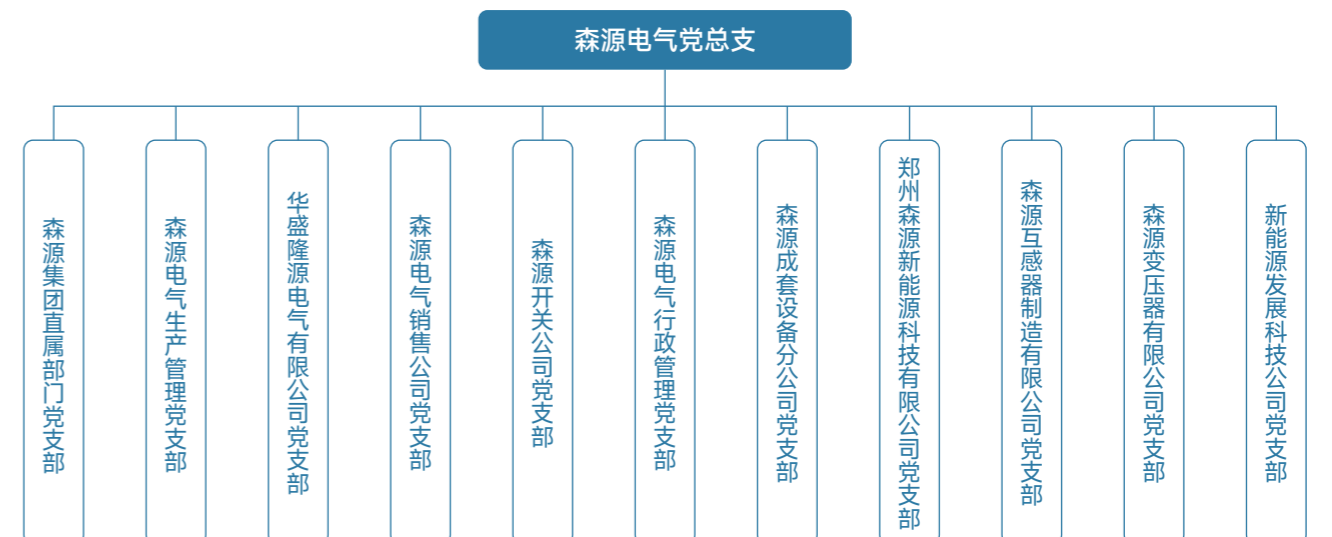 森源电气党总支
森源集团直属部门党支部
森源电气生产管理党支部
华盛隆源电气有限公司党支部
森源电气销售公司党支部
森源开关公司党支部
森源电气行政管理党支部
森源成套设备分公司党支部
郑州森源新能源科技有限公司党支部
森源互感器制造有限公司党支部
森源变压器有限公司党支部
新能源发展科技公司党支部